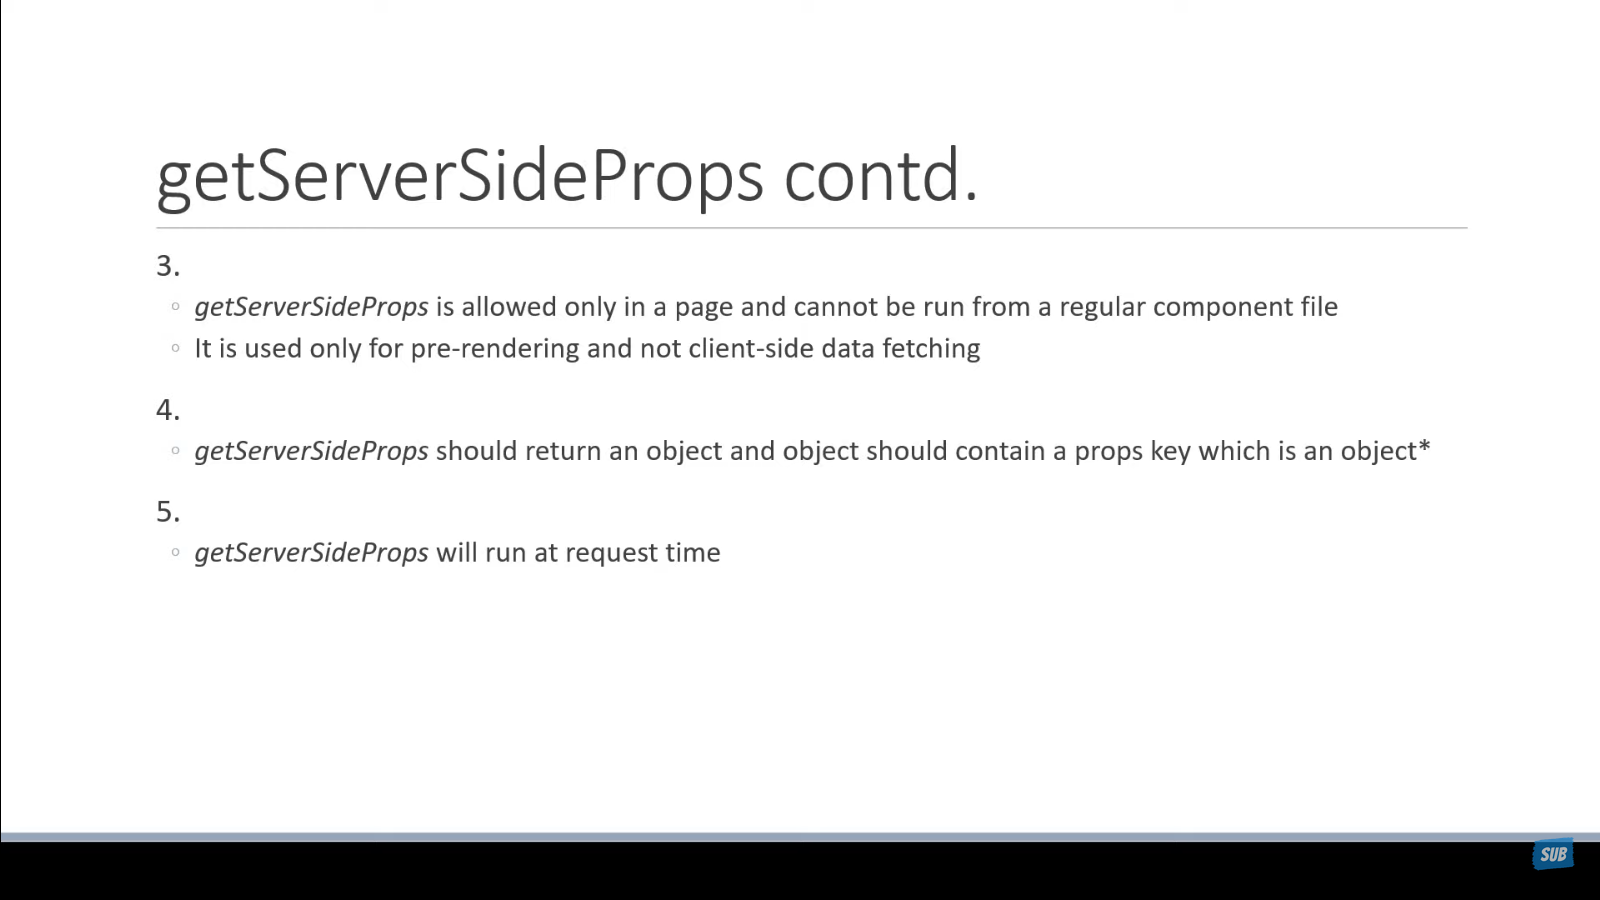 getServerSideProps contd.
3.
◦ getServerSideProps is allowed only in a page and cannot be run from a regular component file
◦ It is used only for pre-rendering and not client-side data fetching
4.
◦ getServerSideProps should return an object and object should contain a props key which is an object*
5.
◦ getServerSideProps will run at request time
SUB